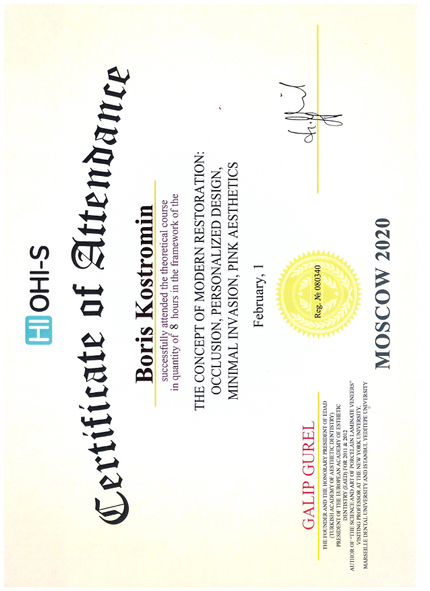 HI OHI-S
Certificate of Attendance
Boris Kostromin
successfully attended the theoretical course
in quantity of 8 hours in the framework of the
THE CONCEPT OF MODERN RESTORATION:
OCCLUSION, PERSONALIZED DESIGN,
MINIMAL INVASION, PINK AESTHETICS
February, 1
GALIP GUREL
THE FOUNDER AND THE HONORARY PRESIDENT OF EDAD
(TURKISH ACADEMY OF AESTHETIC DENTISTRY)
PRESIDENT OF THE EUROPEAN ACADEMY OF ESTHETIC
DENTISTRY (EAED) FOR 2011 & 2012
AUTHOR OF "THE SCIENCE AND ART OF PORCELAIN LAMINATE VENEERS"
VISITING PROFESSOR AT THE NEW YORK UNIVERSITY,
MARSEILLE DENTAL UNIVERSITY AND ISTANBUL YEDITEPE UNIVERSITY
Reg. № 080340
MOSCOW 2020